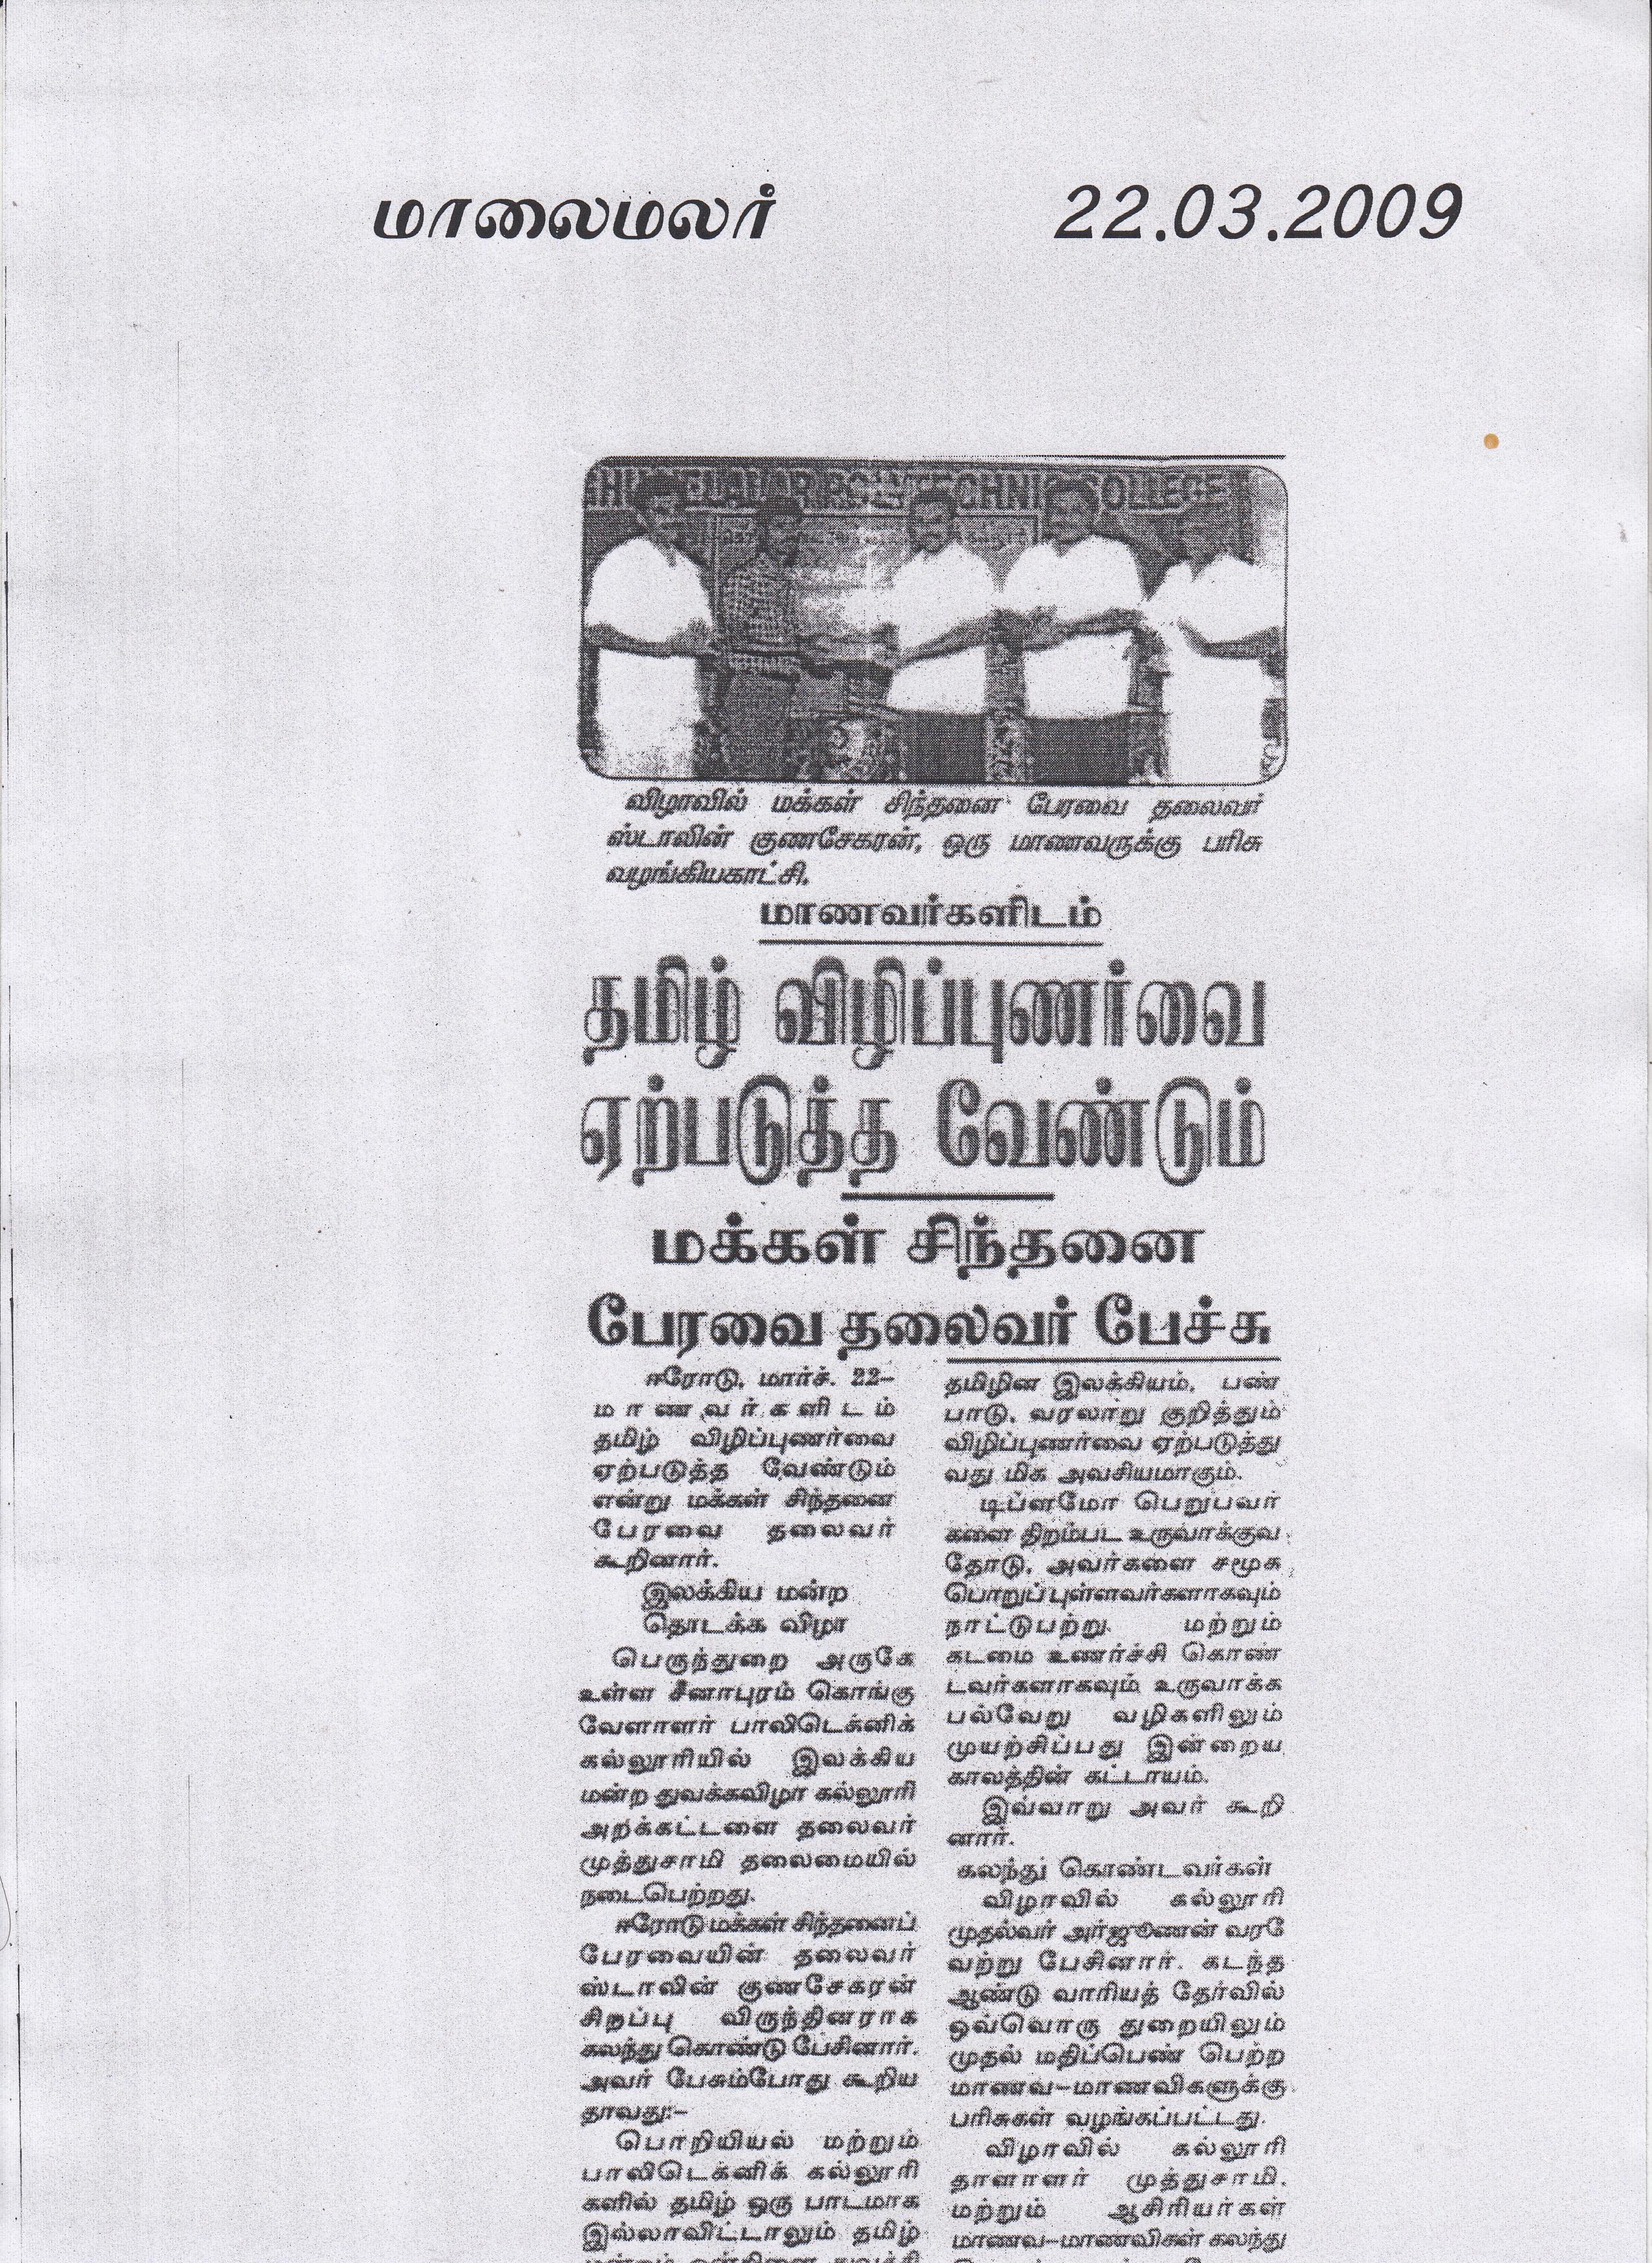 மாலைமலர் 22.03.2009
GHU VELALAR POLYTECHNIC COLLEGE
விழாவில் மக்கள் சிந்தனை பேரவை தலைவர்
ஸ்டாலின் குணசேகரன், ஒரு மாணவருக்கு பரிசு
வழங்கியகாட்சி.
மாணவர்களிடம்
தமிழ் விழிப்புணர்வை
ஏற்படுத்த வேண்டும்
மக்கள் சிந்தனை
பேரவை தலைவர் பேச்சு
ஈரோடு, மார்ச். 22–
மாணவர்களிடம்
தமிழ் விழிப்புணர்வை
ஏற்படுத்த வேண்டும்
என்று மக்கள் சிந்தனை
பேரவை தலைவர்
கூறினார்.
இலக்கிய மன்ற
தொடக்க விழா
பெருந்துறை அருகே
உள்ள சீனாபுரம் கொங்கு
வேளாளர் பாலிடெக்னிக்
கல்லூரியில் இலக்கிய
மன்ற துவக்கவிழா கல்லூரி
அறக்கட்டளை தலைவர்
முத்துசாமி தலைமையில்
நடைபெற்றது.
ஈரோடு மக்கள் சிந்தனைப்
பேரவையின் தலைவர்
ஸ்டாலின் குணசேகரன்
சிறப்பு விருந்தினராக
கலந்து கொண்டு பேசினார்.
அவர் பேசும்போது கூறிய
தாவது:–
பொறியியல் மற்றும்
பாலிடெக்னிக் கல்லூரி
களில் தமிழ் ஒரு பாடமாக
இல்லாவிட்டாலும் தமிழ்
தமிழின இலக்கியம், பண்
பாடு, வரலாறு குறித்தும்
விழிப்புணர்வை ஏற்படுத்து
வது மிக அவசியமாகும்.
டிப்ளமோ பெறுபவர்
களை திறம்பட உருவாக்குவ
தோடு, அவர்களை சமூக
பொறுப்புள்ளவர்களாகவும்
நாட்டுபற்று மற்றும்
கடமை உணர்ச்சி கொண்
டவர்களாகவும் உருவாக்க
பல்வேறு வழிகளிலும்
முயற்சிப்பது இன்றைய
காலத்தின் கட்டாயம்.
இவ்வாறு அவர் கூறி
னார்.
கலந்து கொண்டவர்கள்
விழாவில் கல்லூரி
முதல்வர் அர்ஜூணன் வரவே
வற்று பேசினார். கடந்த
ஆண்டு வாரியத் தேர்வில்
ஒவ்வொரு துறையிலும்
முதல் மதிப்பெண் பெற்ற
மாணவ–மாணவிகளுக்கு
பரிசுகள் வழங்கப்பட்டது.
விழாவில் கல்லூரி
தாளாளர் முத்துசாமி,
மற்றும் ஆசிரியர்கள்
மாணவ–மாணவிகள் கலந்து